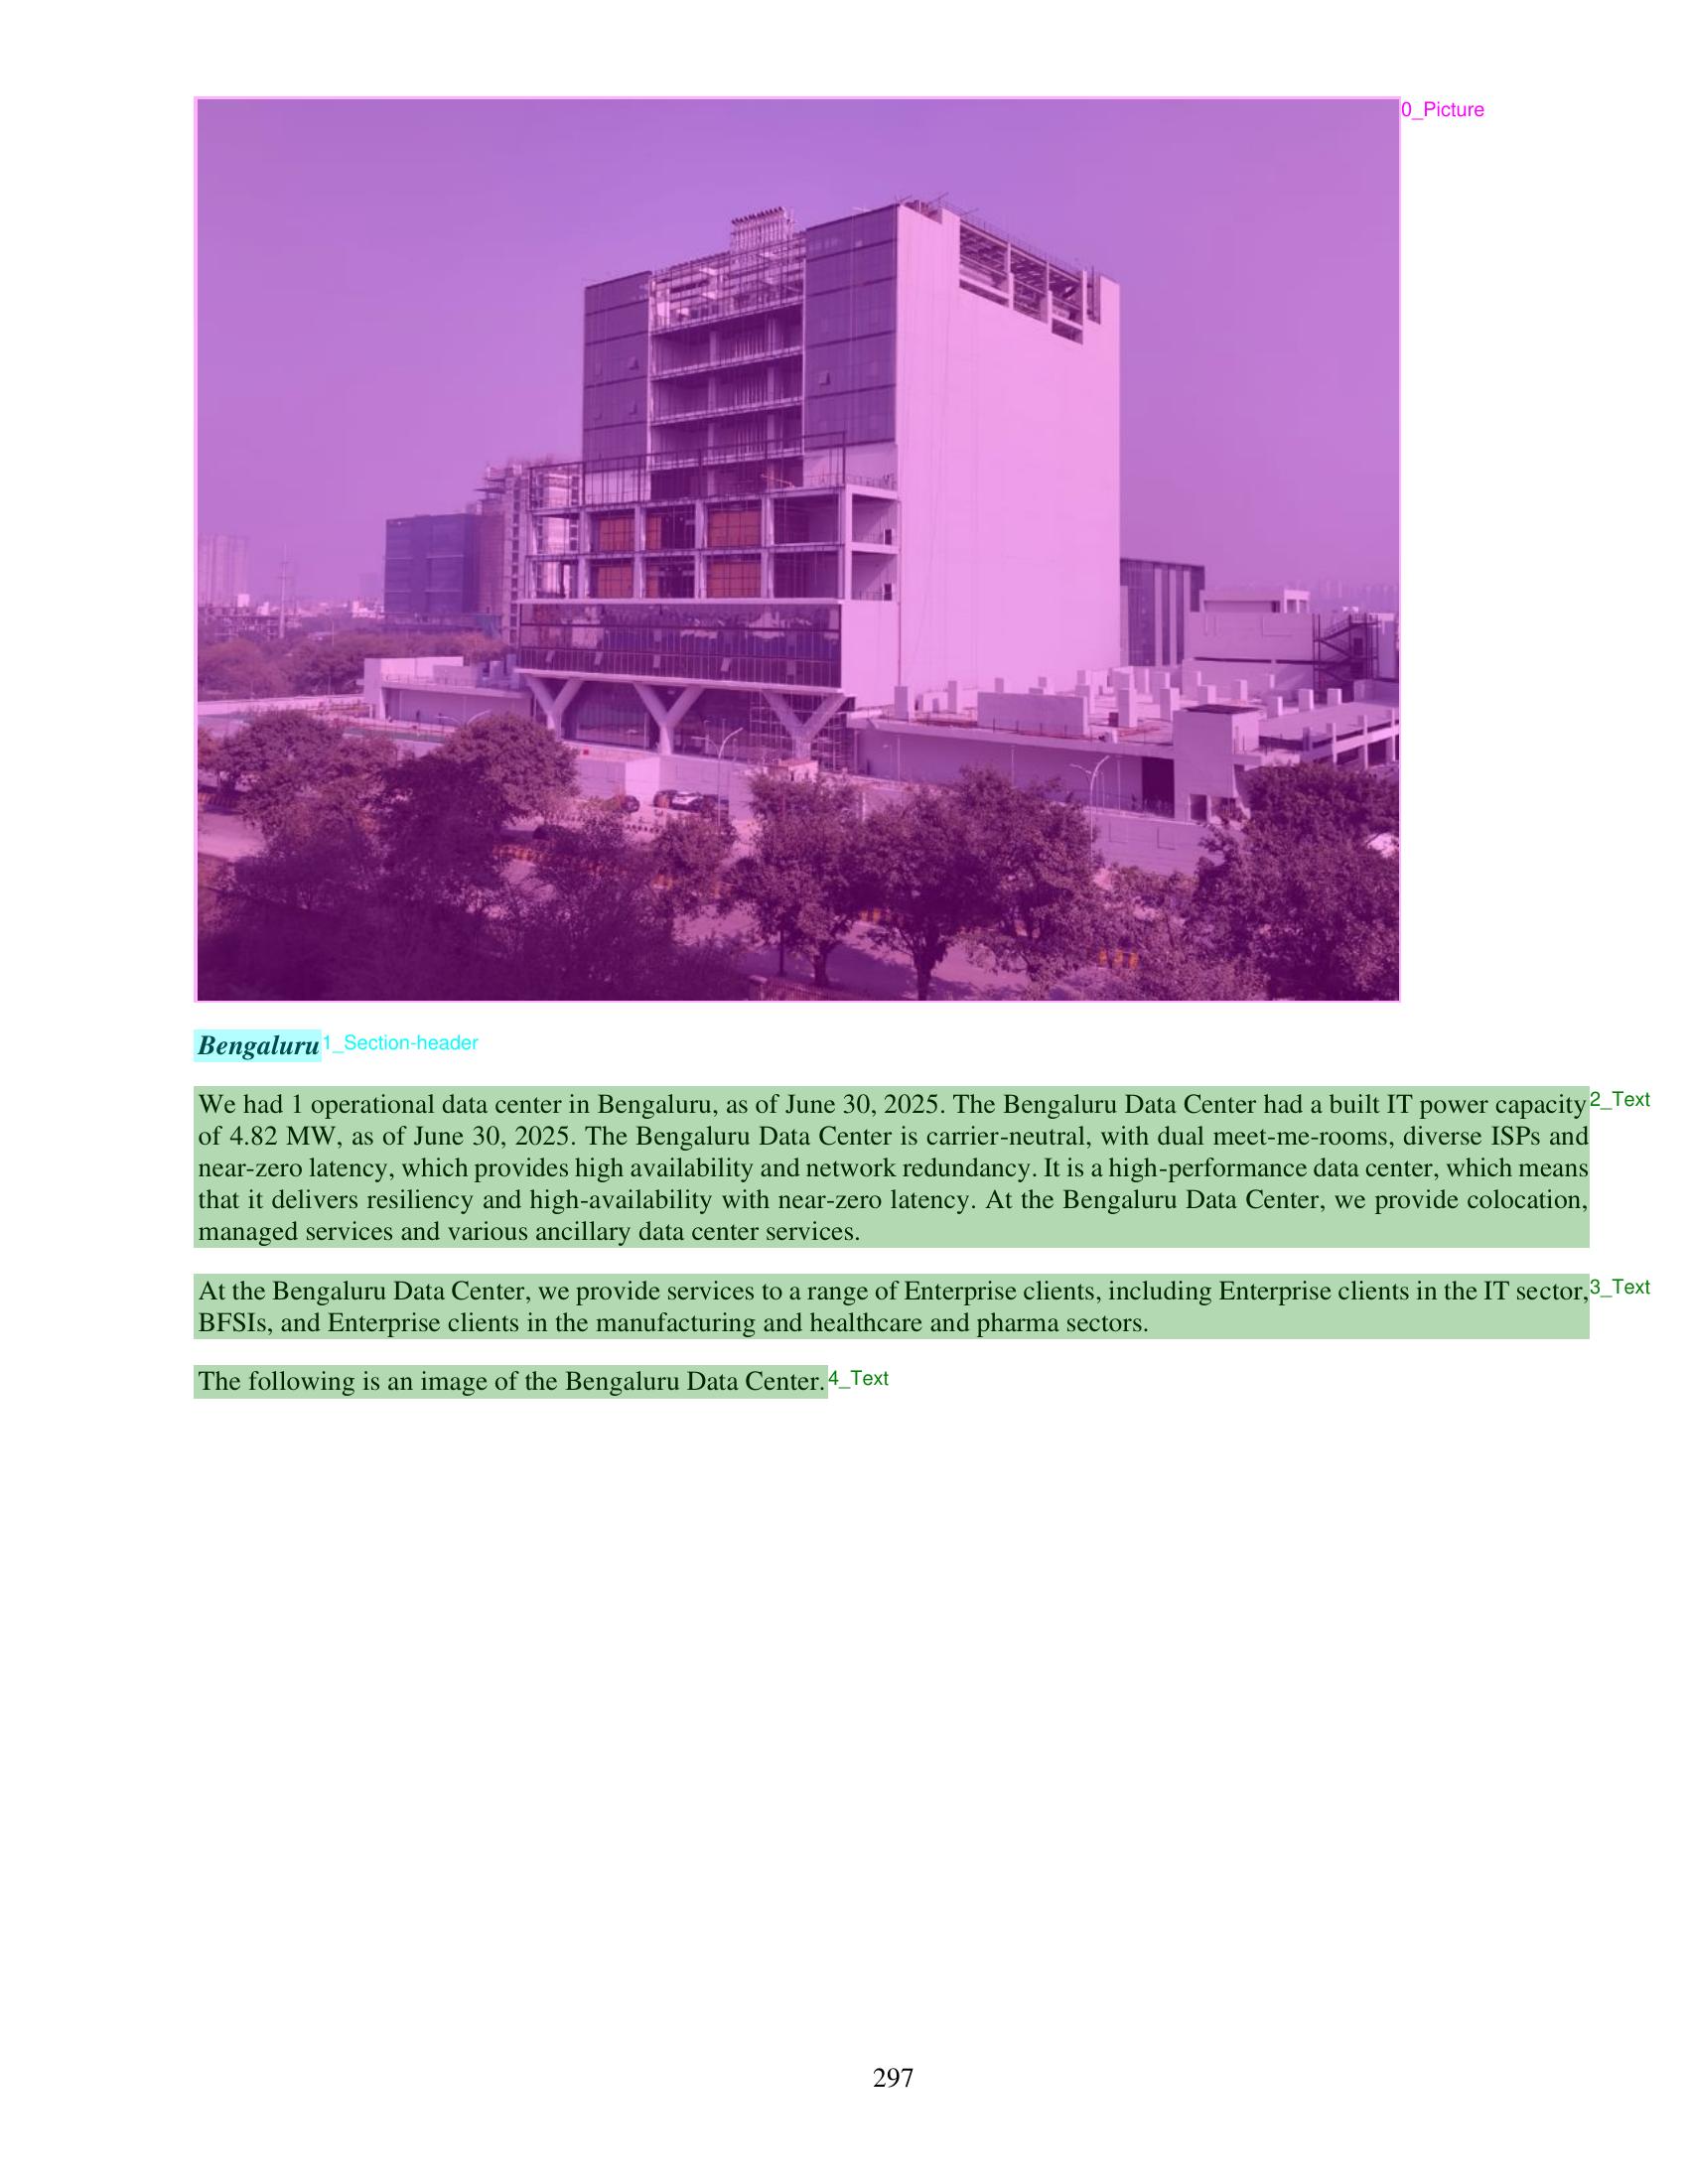 0_Picture
Bengaluru 1_Section-header
We had 1 operational data center in Bengaluru, as of June 30, 2025. The Bengaluru Data Center had a built IT power capacity 2_Text
of 4.82 MW, as of June 30, 2025. The Bengaluru Data Center is carrier-neutral, with dual meet-me-rooms, diverse ISPs and
near-zero latency, which provides high availability and network redundancy. It is a high-performance data center, which means
that it delivers resiliency and high-availability with near-zero latency. At the Bengaluru Data Center, we provide colocation,
managed services and various ancillary data center services.
At the Bengaluru Data Center, we provide services to a range of Enterprise clients, including Enterprise clients in the IT sector, 3_Text
BFSIs, and Enterprise clients in the manufacturing and healthcare and pharma sectors.
The following is an image of the Bengaluru Data Center. 4_Text
297